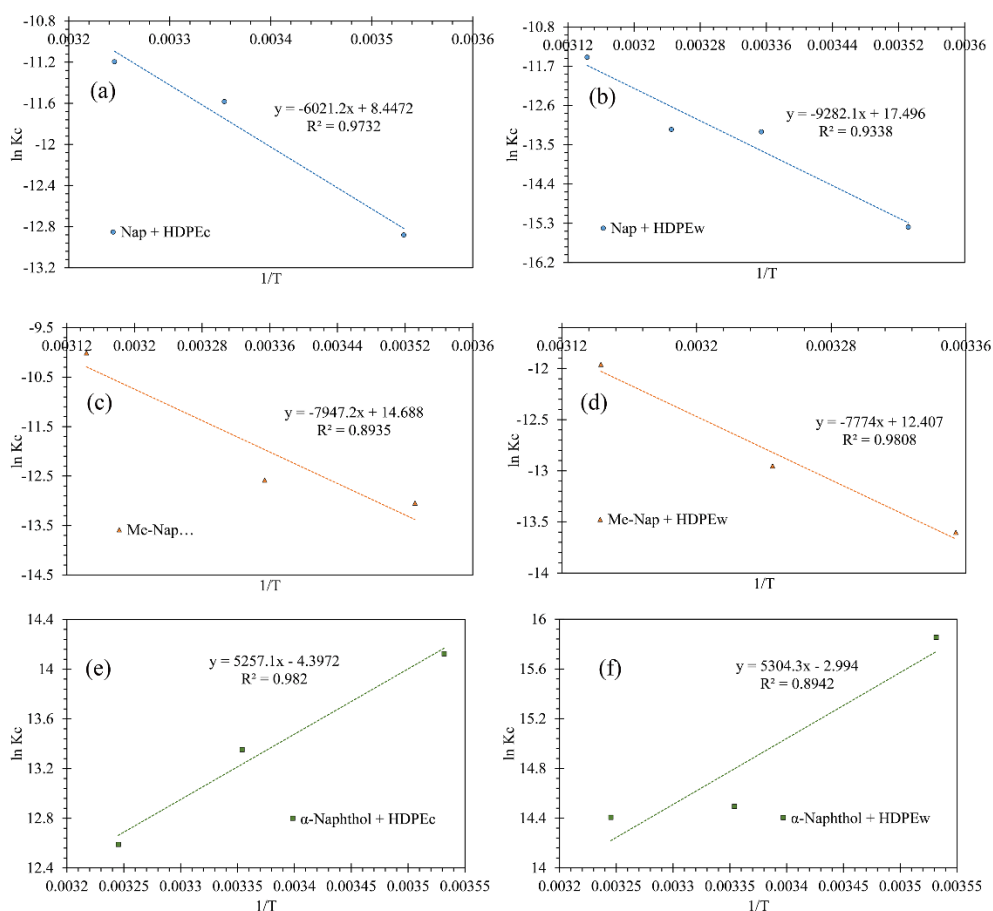 -10.8
0.0032 0.0033 0.0034 0.0035 0.0036
-11.2
-11.6
-12
-12.4
-12.8
-13.2
ln Kc
(a)
y = -6021.2x + 8.4472
R² = 0.9732
Nap + HDPEc
1/T
-10.8
0.00312 0.0032 0.00328 0.00336 0.00344 0.00352 0.0036
-11.7
-12.6
-13.5
-14.4
-15.3
-16.2
ln Kc
(b)
y = -9282.1x + 17.496
R² = 0.9338
Nap + HDPEw
1/T
-9.5
0.00312 0.0032 0.00328 0.00336 0.00344 0.00352 0.0036
-10.5
-11.5
-12.5
-13.5
-14.5
ln Kc
(c)
y = -7947.2x + 14.688
R² = 0.8935
Me-Nap…
1/T
0.00312 0.0032 0.00328 0.00336
-12
-12.5
-13
-13.5
-14
ln Kc
(d)
y = -7774x + 12.407
R² = 0.9808
Me-Nap + HDPEw
1/T
14.4
14
13.6
13.2
12.8
12.4
ln Kc
(e)
y = 5257.1x - 4.3972
R² = 0.982
α-Naphthol + HDPEc
0.0032 0.00325 0.0033 0.00335 0.0034 0.00345 0.0035 0.00355
1/T
16
15.6
15.2
14.8
14.4
14
ln Kc
(f)
y = 5304.3x - 2.994
R² = 0.8942
α-Naphthol + HDPEw
0.0032 0.00325 0.0033 0.00335 0.0034 0.00345 0.0035 0.00355
1/T